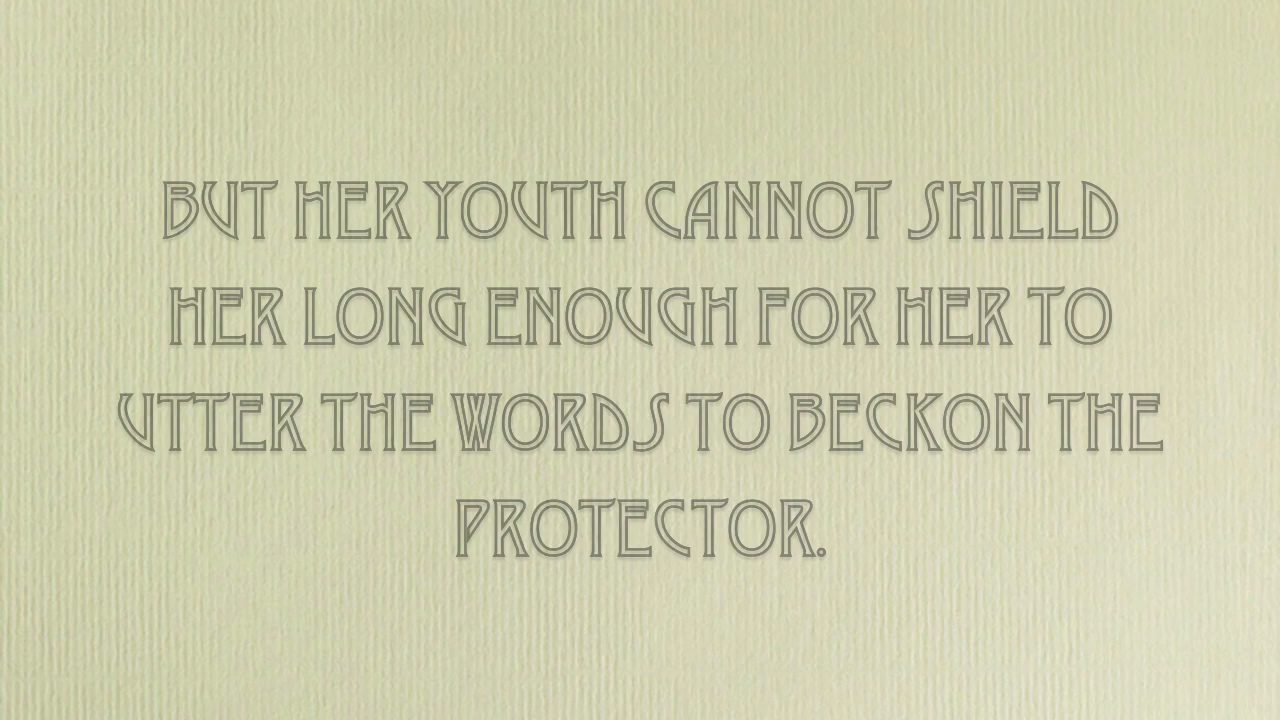 BUT HER YOUTH CANNOT SHIELD
HER LONG ENOUGH FOR HER TO
UTTER THE WORDS TO BECKON THE
PROTECTOR.